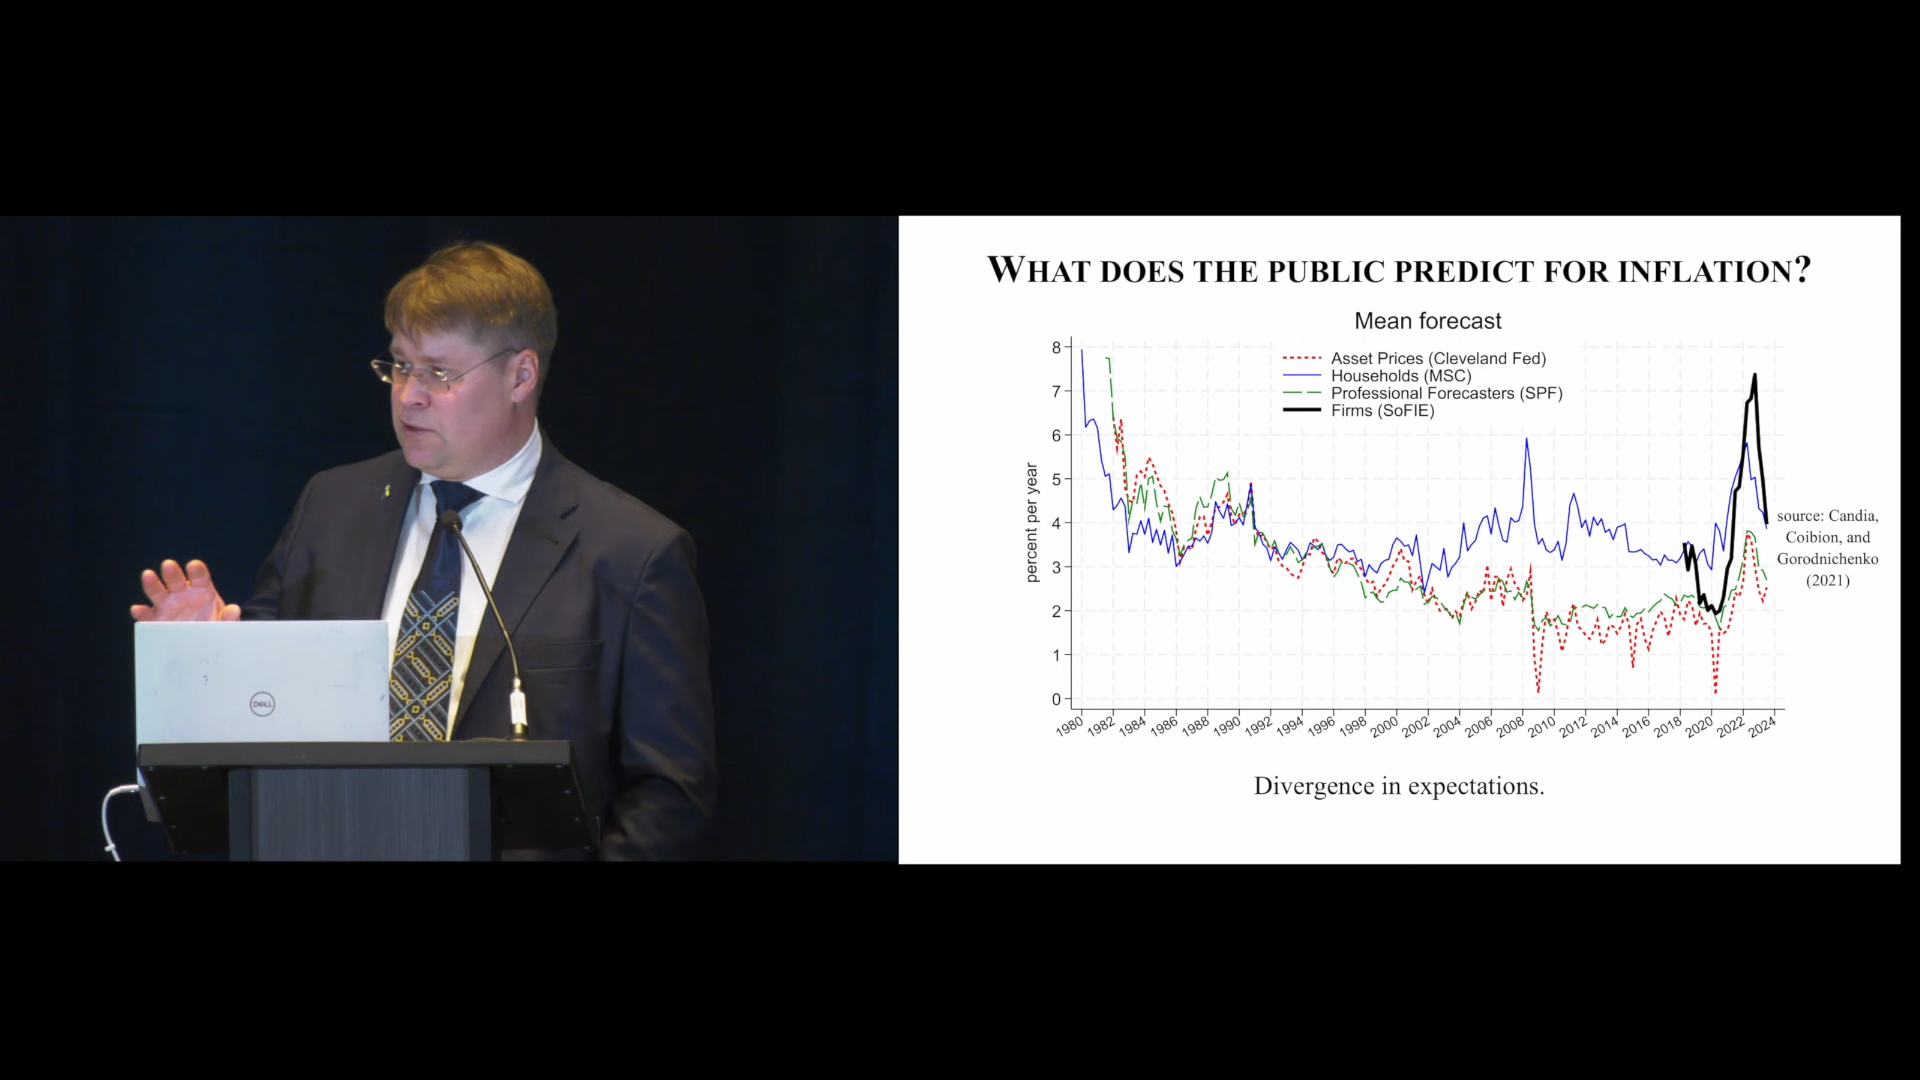 WHAT DOES THE PUBLIC PREDICT FOR INFLATION?
Mean forecast
Asset Prices (Cleveland Fed)
Households (MSC)
Professional Forecasters (SPF)
Firms (SoFIE)
percent per year
8
7
6
5
4
3
2
1
0
1980 1982 1984 1986 1988 1990 1992 1994 1996 1998 2000 2002 2004 2006 2008 2010 2012 2014 2016 2018 2020 2022 2024
source: Candia,
Coibion, and
Gorodnichenko
(2021)
Divergence in expectations.
DELL